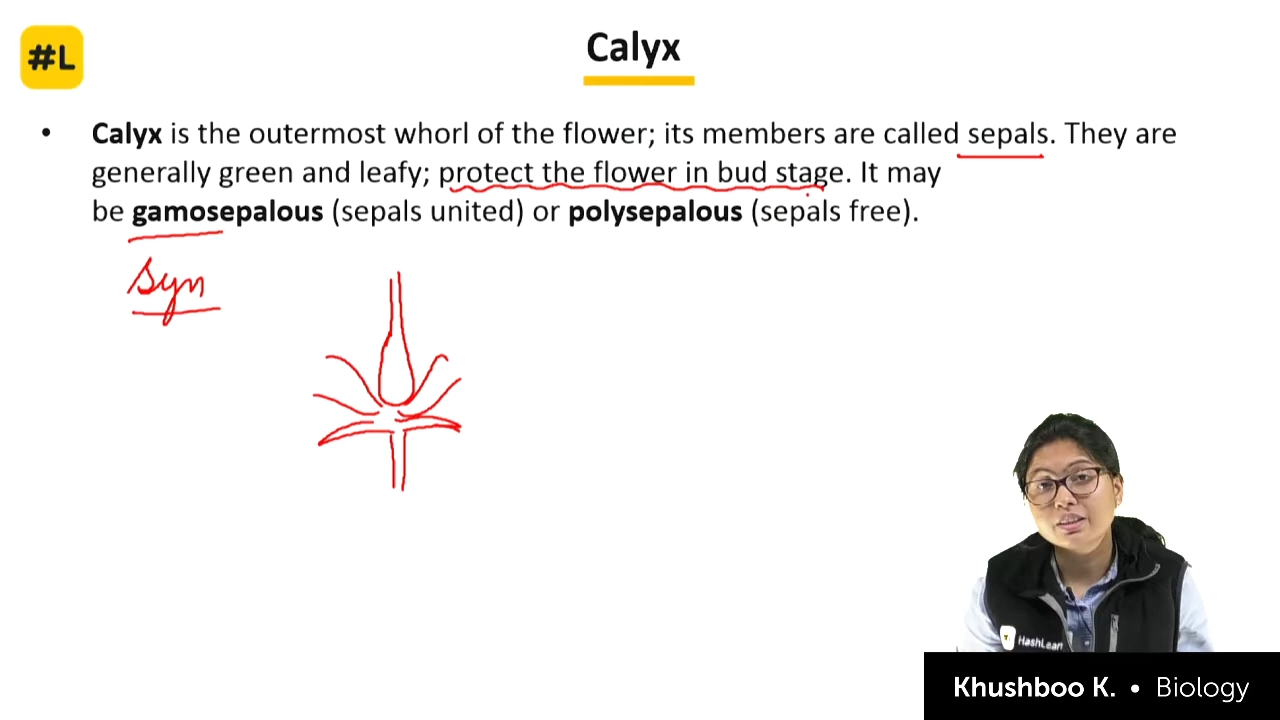 #L
Calyx
• Calyx is the outermost whorl of the flower; its members are called sepals. They are
generally green and leafy; protect the flower in bud stage. It may
be gamosepalous (sepals united) or polysepalous (sepals free).
Syn
HashLearn
Khushboo K. • Biology